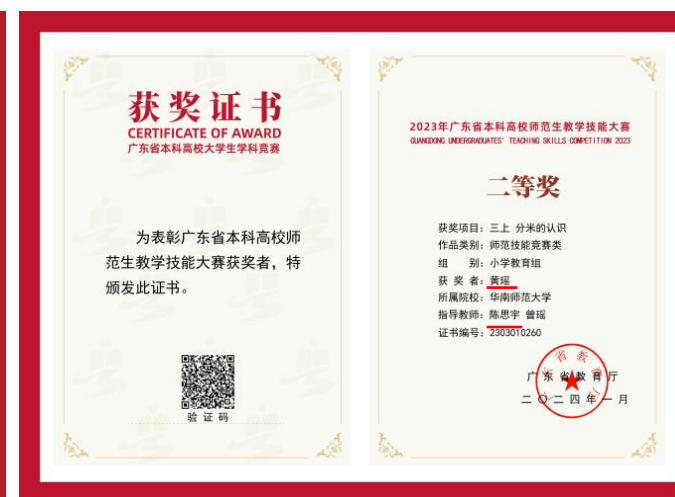 获奖证书
CERTIFICATE OF AWARD
广东省本科高校大学生学科竞赛
为表彰广东省本科高校师
范生教学技能大赛获奖者，特
颁发此证书。
验证码
2023年广东省本科高校师范生教学技能大赛
GUANGDONG UNDERGRADUATES' TEACHING SKILLS COMPETITION 2023
二等奖
获奖项目：三上 分米的认识
作品类别：师范技能竞赛类
组 别：小学教育组
获 奖 者：黄瑶
所属院校：华南师范大学
指导教师：陈思宇 曾瑶
证书编号：2303010260
广东省教育厅
二〇二四年一月